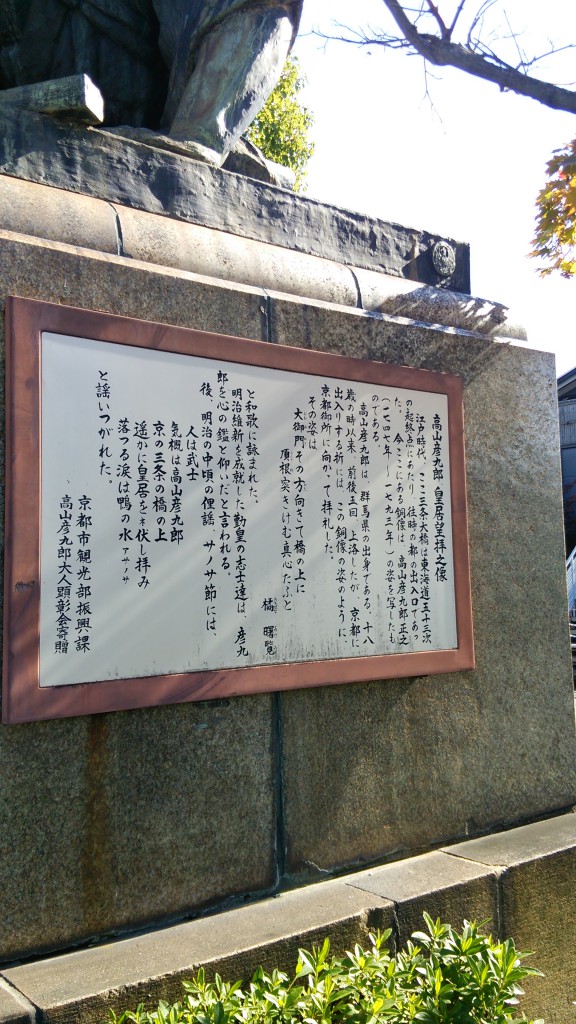 高山彦九郎 皇居望拝之像
江戸時代、ここ三条大橋は東海道五十三次
の起終点にあたり、往時の都の出入口であっ
た。 今、ここにある銅像は 高山彦九郎正之
(一七四七年〜一七九三年)の姿を写したも
のである。
高山彦九郎は、群馬県の出身である。十八
歳の時以来、前後五回 上洛したが、京都に
出入りする折には、この銅像の姿のように、
京都御所に向かって拝礼した。
その姿は
大御門その方向きて橋の上に
頂根突きけむ真心たふと
橘 曙覧
と和歌に詠まれた。
明治維新を成就した勤皇の志士達は、彦九
郎を心の鑑と仰いだと言われる。
後、明治の中頃の俚謡、サノサ節には、
人は武士
気概は高山彦九郎
京の三条の橋の上
遥かに皇居をネ伏し拝み
落つる涙は鴨の水 アサノサ
と謡いつがれた。
京都市観光部振興課
高山彦九郎大人顕彰会寄贈